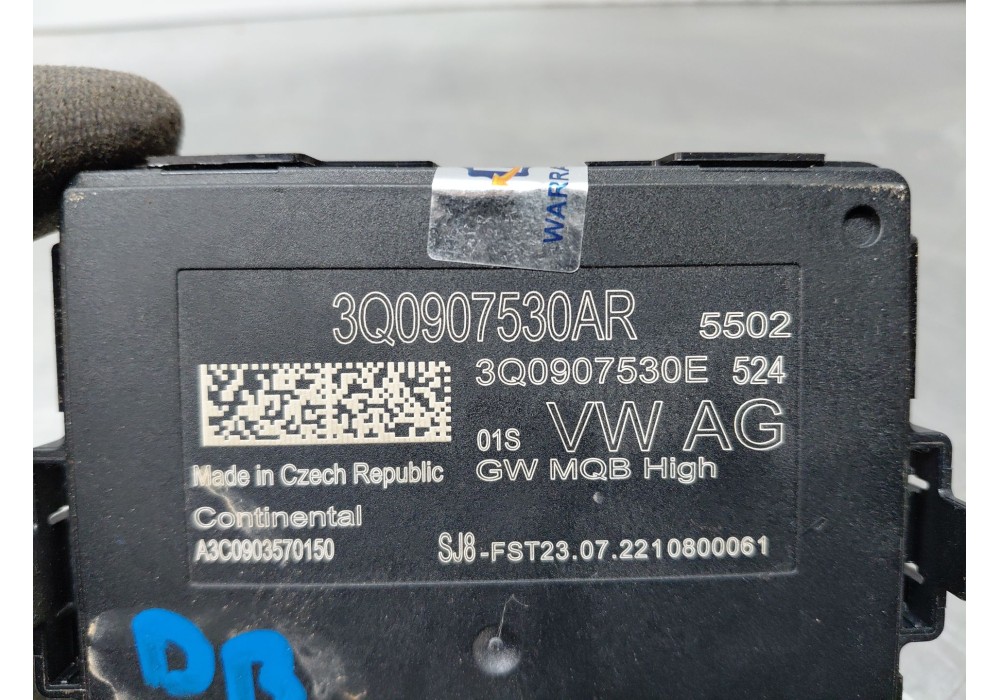 3Q0907530AR 5502
3Q0907530E 524
01S VW AG
GW MQB High
Made in Czech Republic
Continental
A3C0903570150
SJ8-FST23.07.2210800061
DB